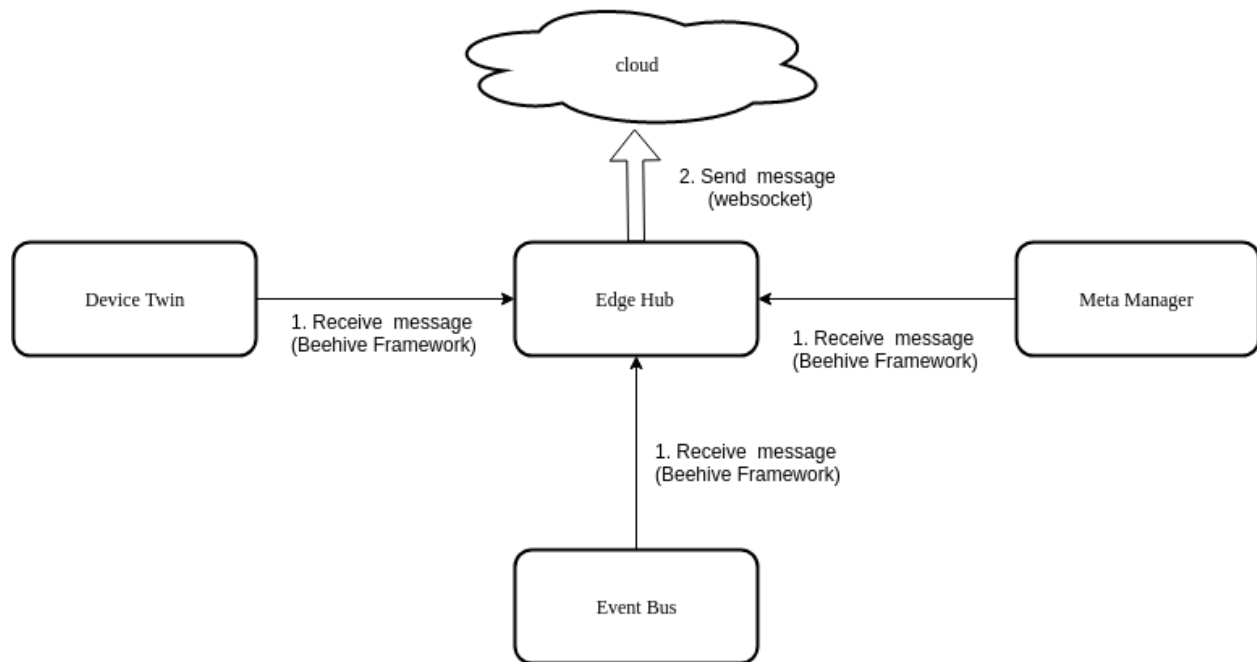 cloud
2. Send message
(websocket)
Device Twin
Edge Hub
Meta Manager
1. Receive message
(Beehive Framework)
1. Receive message
(Beehive Framework)
1. Receive message
(Beehive Framework)
Event Bus